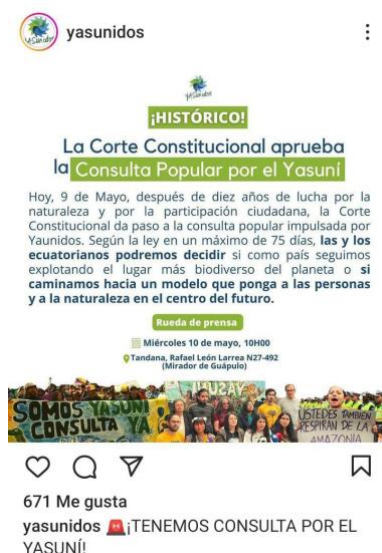 yasunidos
YASunidos
¡HISTÓRICO!
La Corte Constitucional aprueba
la Consulta Popular por el Yasuní
Hoy, 9 de Mayo, después de diez años de lucha por la
naturaleza y por la participación ciudadana, la Corte
Constitucional da paso a la consulta popular impulsada por
Yaunidos. Según la ley en un máximo de 75 días, las y los
ecuatorianos podremos decidir si como país seguimos
explotando el lugar más biodiverso del planeta o si
caminamos hacia un modelo que ponga a las personas
y a la naturaleza en el centro del futuro.
Rueda de prensa
Miércoles 10 de mayo, 10H00
Tandana, Rafael León Larrea N27-492
(Mirador de Guápulo)
SOMOS YASUNI
CONSULTA YA
USTEDES TAMBIEN
RESPIRAN DE LA
AMAZONIA
671 Me gusta
yasunidos 🚨¡TENEMOS CONSULTA POR EL
YASUNÍ!